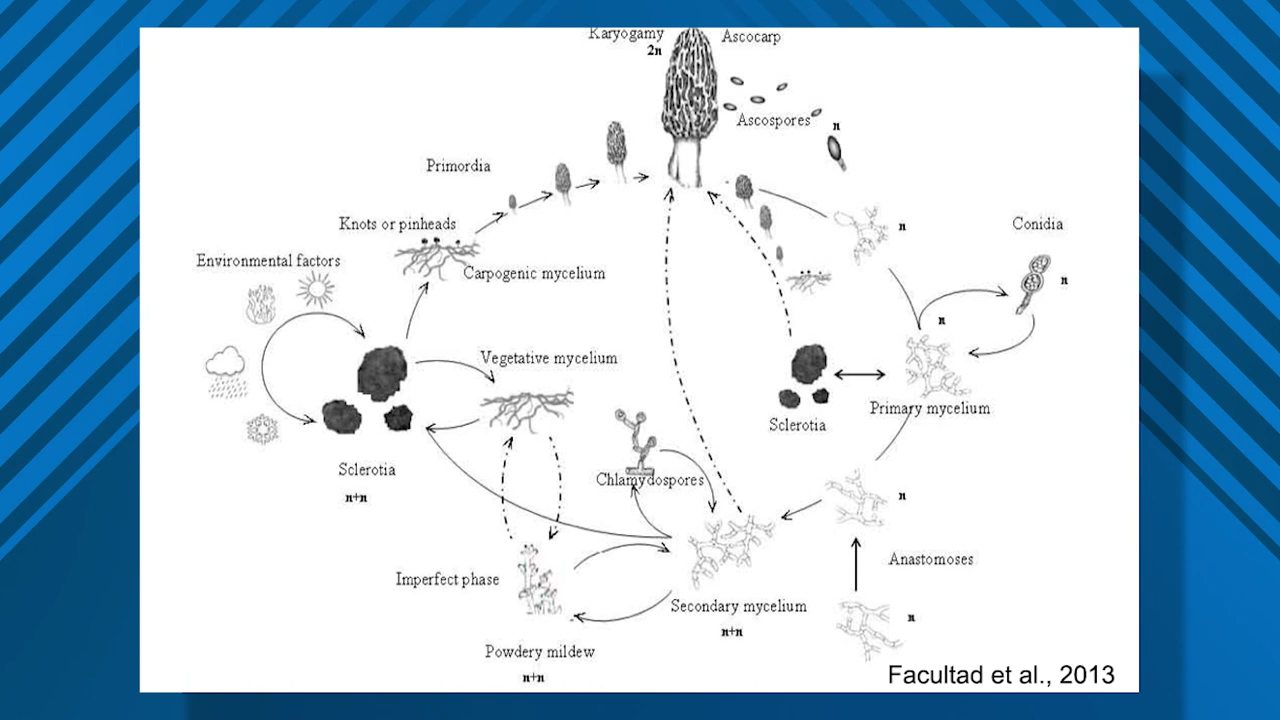 Karyogamy
2n
Ascocarp
Ascospores
n
Primordia
Knots or pinheads
n
Conidia
Environmental factors
Carpogenic mycelium
n
n
Vegetative mycelium
Primary mycelium
Sclerotia
Sclerotia
n+n
Chlamydospores
n
Anastomoses
Imperfect phase
Secondary mycelium
n
n+n
Powdery mildew
n+n
Facultad et al., 2013